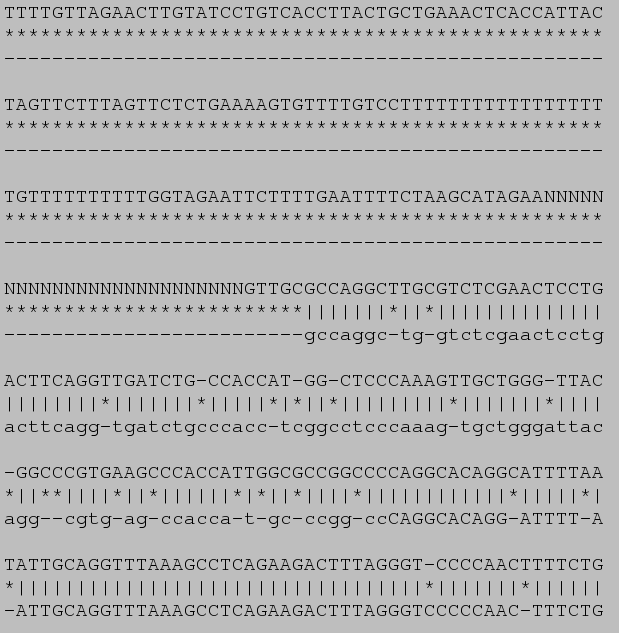 TTTTGTTAGAACTTGTATCCTGTCACCTTACTGCTGAAACTCACCATTAC
**************************************************
--------------------------------------------------
TAGTTCTTTAGTTCTCTGAAAAGTGTTTTGTCCTTTTTTTTTTTTTTTTT
**************************************************
--------------------------------------------------
TGTTTTTTTTTTGGTAGAATTCTTTTGAATTTTCTAAGCATAGAANNNNN
**************************************************
--------------------------------------------------
NNNNNNNNNNNNNNNNNNNNGTTGCGCCAGGCTTGCGTCTCGAACTCCTG
*************************|||||||*||*||||||||||||||
-------------------------gccaggc-tg-gtctcgaactcctg
ACTTCAGGTTGATCTG-CCACCAT-GG-CTCCCAAAGTTGCTGGG-TTAC
||||||||*|||||||*|||||*|*||*|||||||||*|||||||*||||
acttcagg-tgatctgcccacc-tcggcctcccaaag-tgctgggattac
-GGCCCGTGAAGCCCACCATTGGCGCCGGCCCCAGGCACAGGCATTTTAA
*||**||||*||*||||||*|*||*||||*||||||||||||*|||||*|
agg--cgtg-ag-ccacca-t-gc-ccgg-ccCAGGCACAGG-ATTTT-A
TATTGCAGGTTTAAAGCCTCAGAAGACTTTAGGGT-CCCCAACTTTTCTG
*||||||||||||||||||||||||||||||||||*|||||||*||||||
-ATTGCAGGTTTAAAGCCTCAGAAGACTTTAGGGTCCCCCAAC-TTTCTG